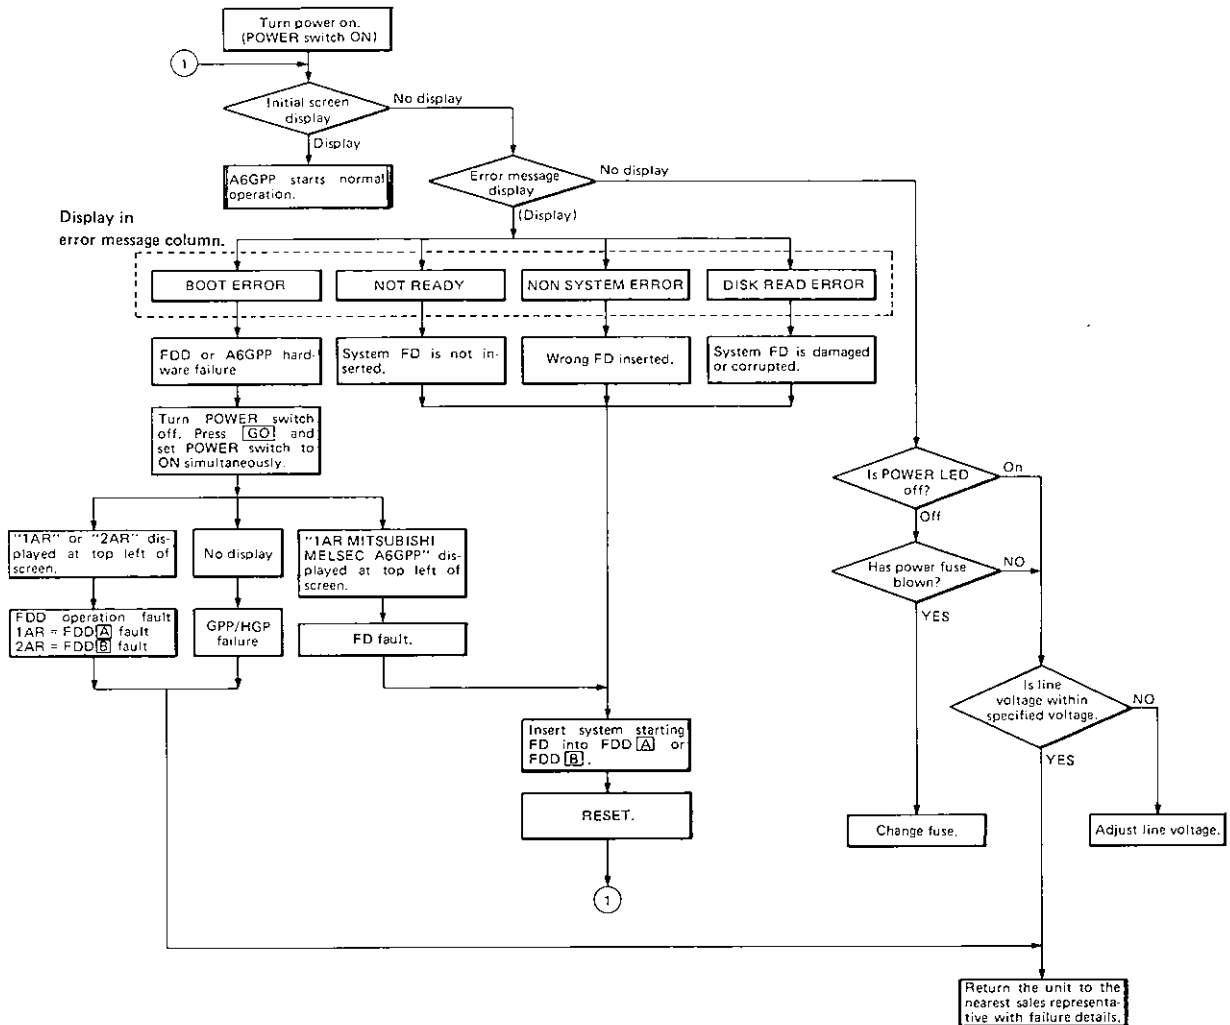 Turn power on.
(POWER switch ON)
1
Initial screen
display
No display
Display
A6GPP starts normal
operation.
Error message
display
No display
(Display)
Display in
error message column.
BOOT ERROR
NOT READY
NON SYSTEM ERROR
DISK READ ERROR
FDD or A6GPP hard-
ware failure
System FD is not in-
serted.
Wrong FD inserted.
System FD is damaged
or corrupted.
Turn POWER switch
off. Press GO and
set POWER switch to
ON simultaneously.
Is POWER LED
off?
On
Off
"1AR" or "2AR" dis-
played at top left of
screen.
No display
"1AR MITSUBISHI
MELSEC A6GPP" dis-
played at top left of
screen.
Has power fuse
blown?
NO
YES
FDD operation fault
1AR = FDD A fault
2AR = FDD B fault
GPP/HGP
failure
FD fault.
Is line
voltage within
specified voltage.
NO
YES
Insert system starting
FD into FDD A or
FDD B.
RESET.
Change fuse.
Adjust line voltage.
1
Return the unit to the
nearest sales representa-
tive with failure details.